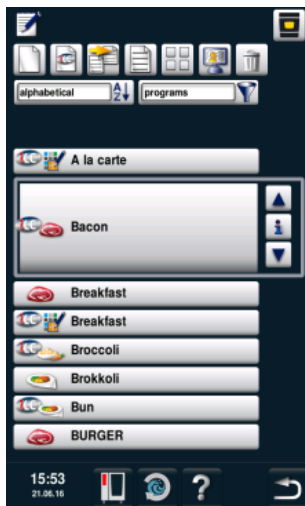 alphabetical
programs
A la carte
Bacon
Breakfast
Breakfast
Broccoli
Brokkoli
Bun
BURGER
15:53
21.06.16